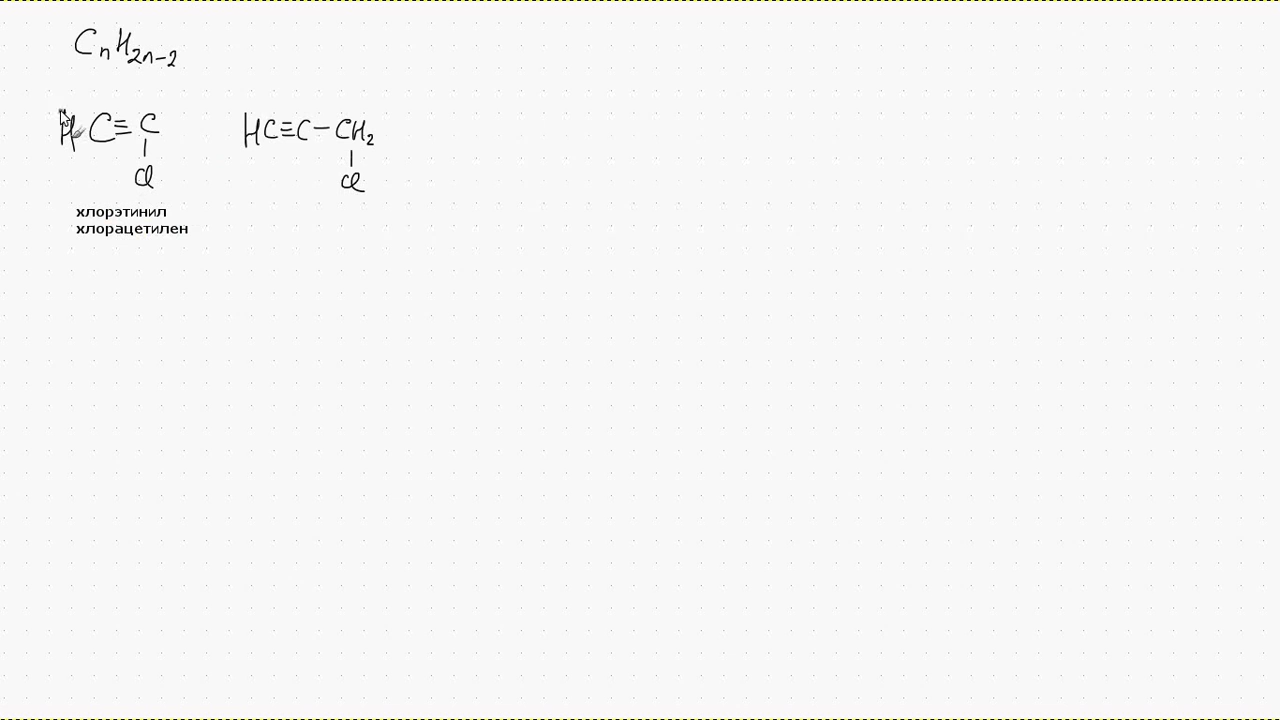 CnH2n-2
HC≡C HC≡C-CH2
Cl Cl
хлорэтинил
хлорацетилен